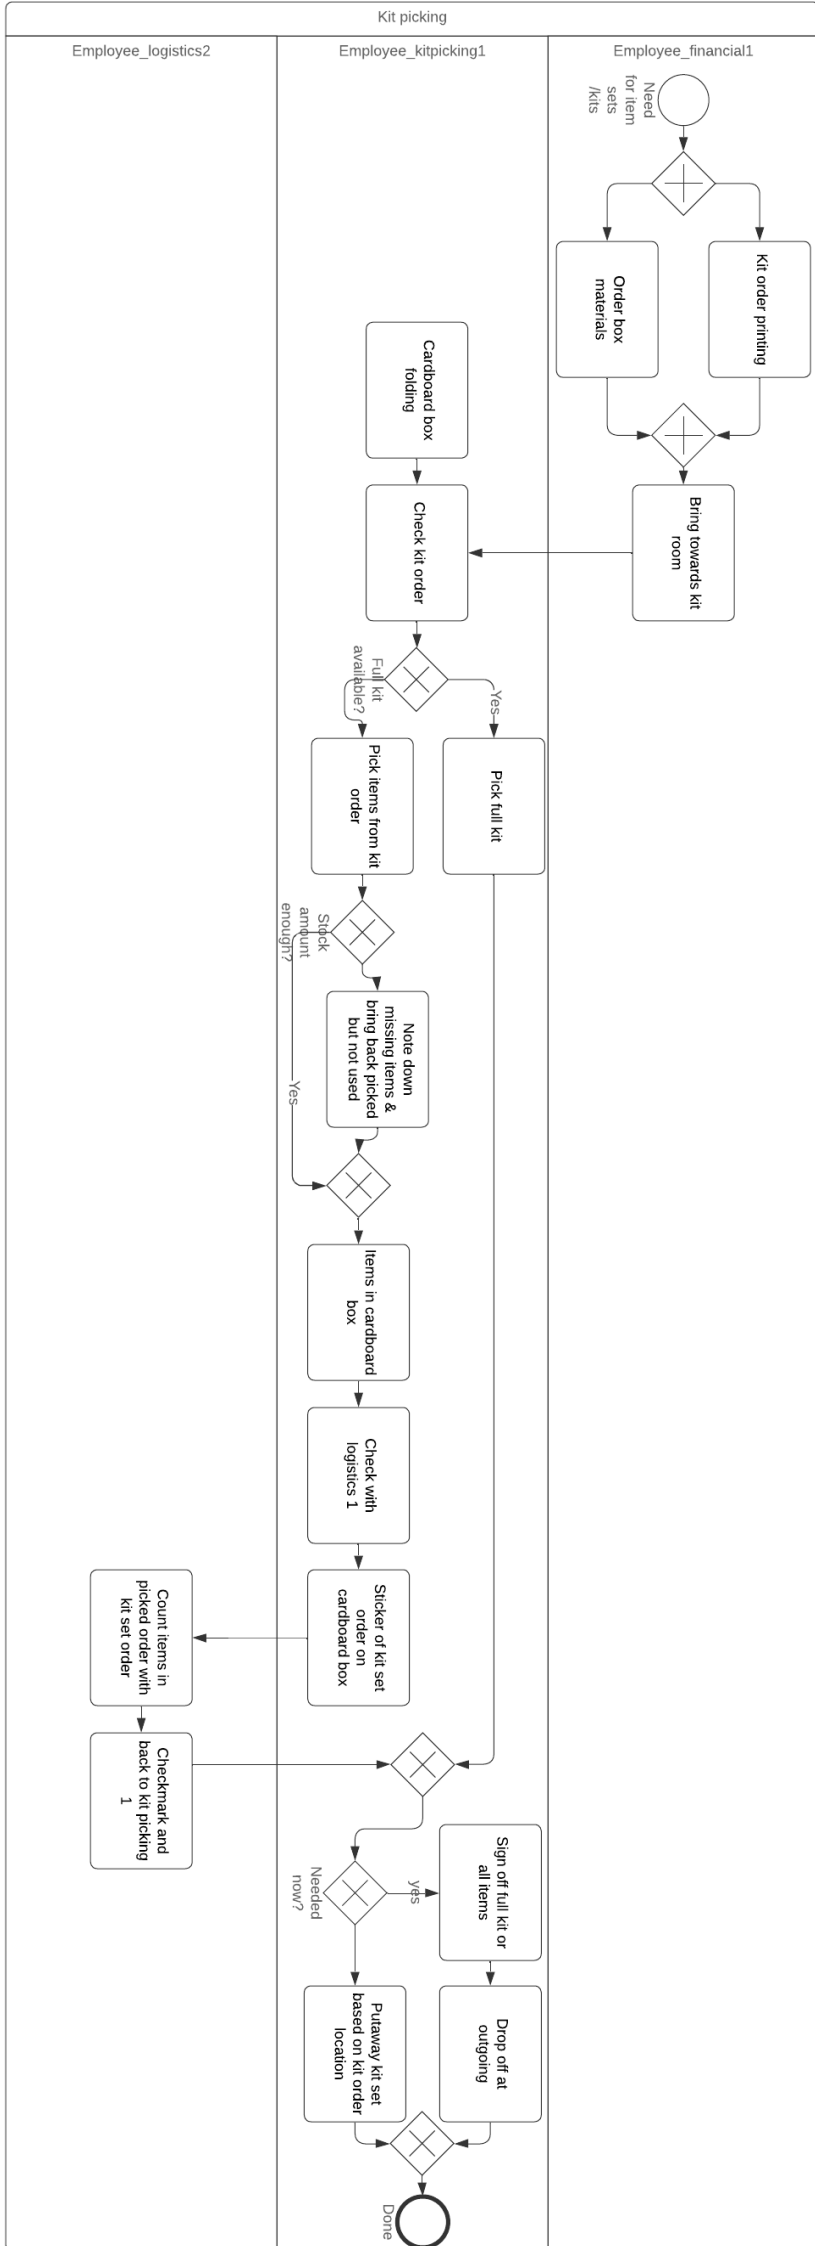 Kit picking
Employee_logistics2
Employee_kitpicking1
Employee_financial1
Need
for item
sets
/kits
Kit order printing
Order box
materials
Bring towards kit
room
Cardboard box
folding
Check kit order
Full kit
available?
Yes
Pick full kit
Pick items from kit
order
Stock
amount
enough?
Yes
Note down
missing items &
bring back picked
but not used
Items in cardboard
box
Check with
logistics 1
Sticker of kit set
order on
cardboard box
Count items in
picked order with
kit set order
Checkmark and
back to kit picking
1
Needed
now?
yes
Sign off full kit or
all items
Drop off at
outgoing
Putaway kit set
based on kit order
location
Done